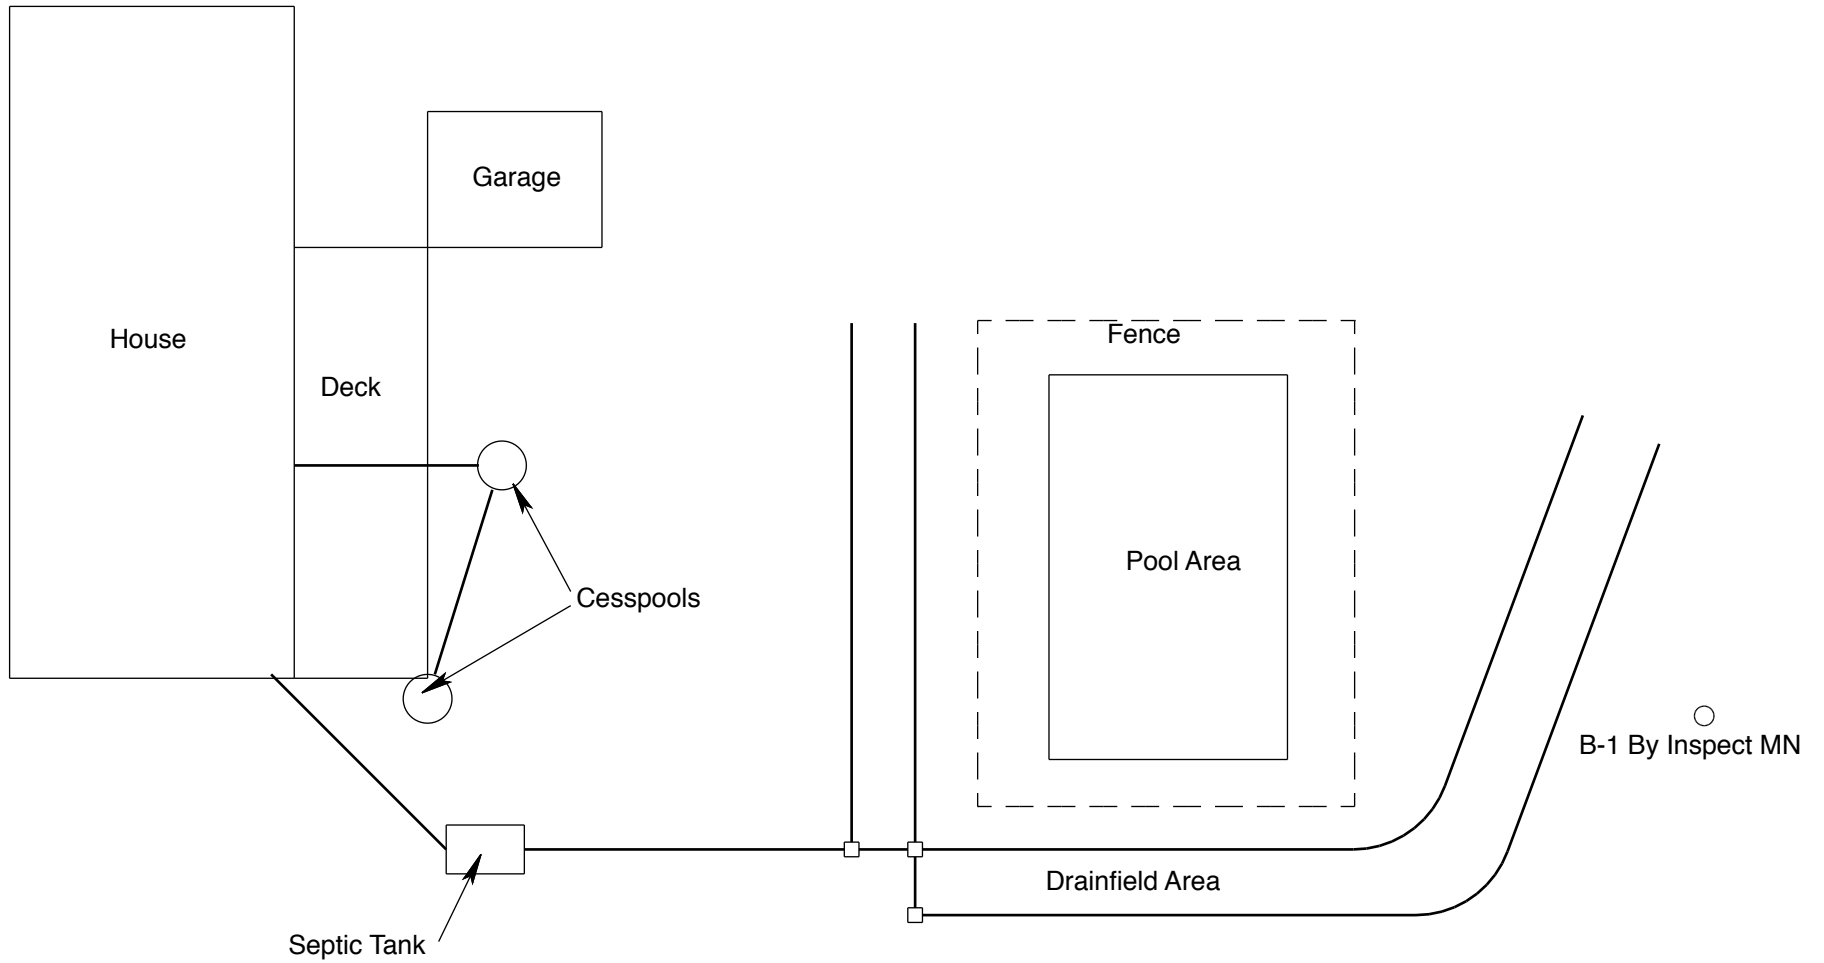 Garage
House
Fence
Deck
Pool Area
Cesspools
B-1 By Inspect MN
Drainfield Area
Septic Tank